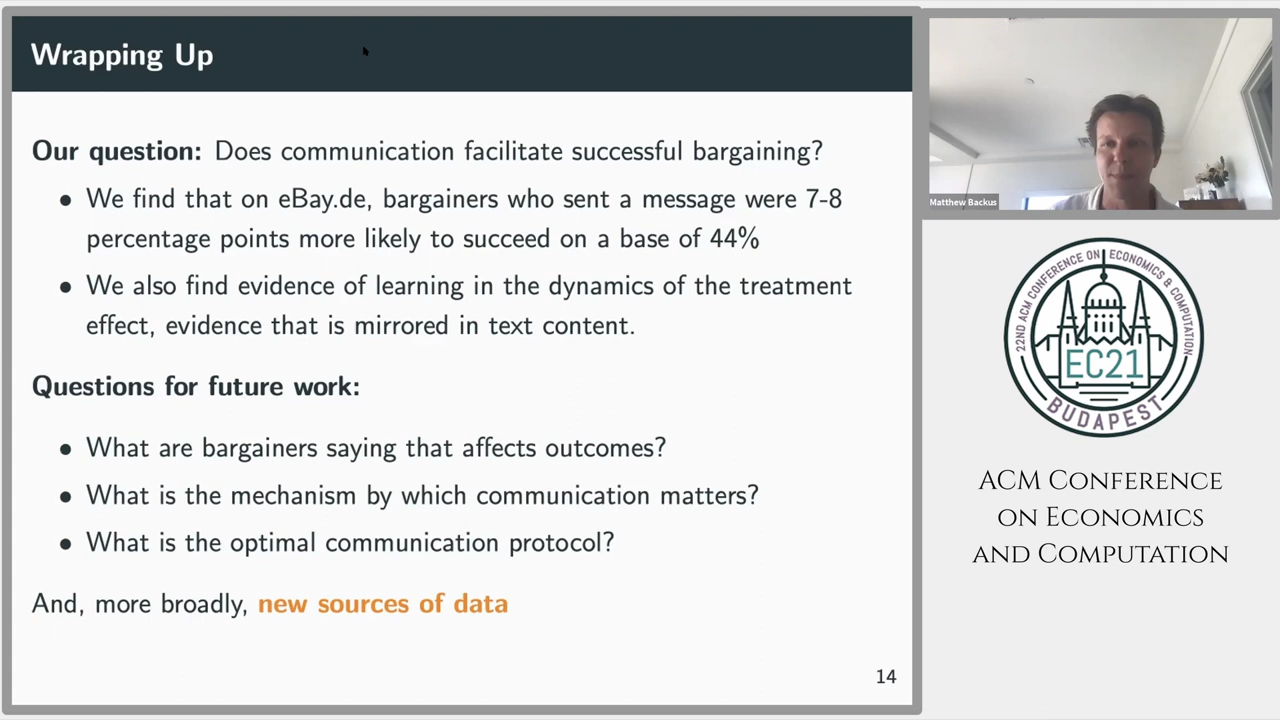 Wrapping Up
Our question: Does communication facilitate successful bargaining?
• We find that on eBay.de, bargainers who sent a message were 7-8
percentage points more likely to succeed on a base of 44%
• We also find evidence of learning in the dynamics of the treatment
effect, evidence that is mirrored in text content.
Questions for future work:
• What are bargainers saying that affects outcomes?
• What is the mechanism by which communication matters?
• What is the optimal communication protocol?
And, more broadly, new sources of data
14
Matthew Backus
22ND ACM CONFERENCE ON ECONOMICS & COMPUTATION
EC21
BUDAPEST
ACM Conference
on Economics
and Computation